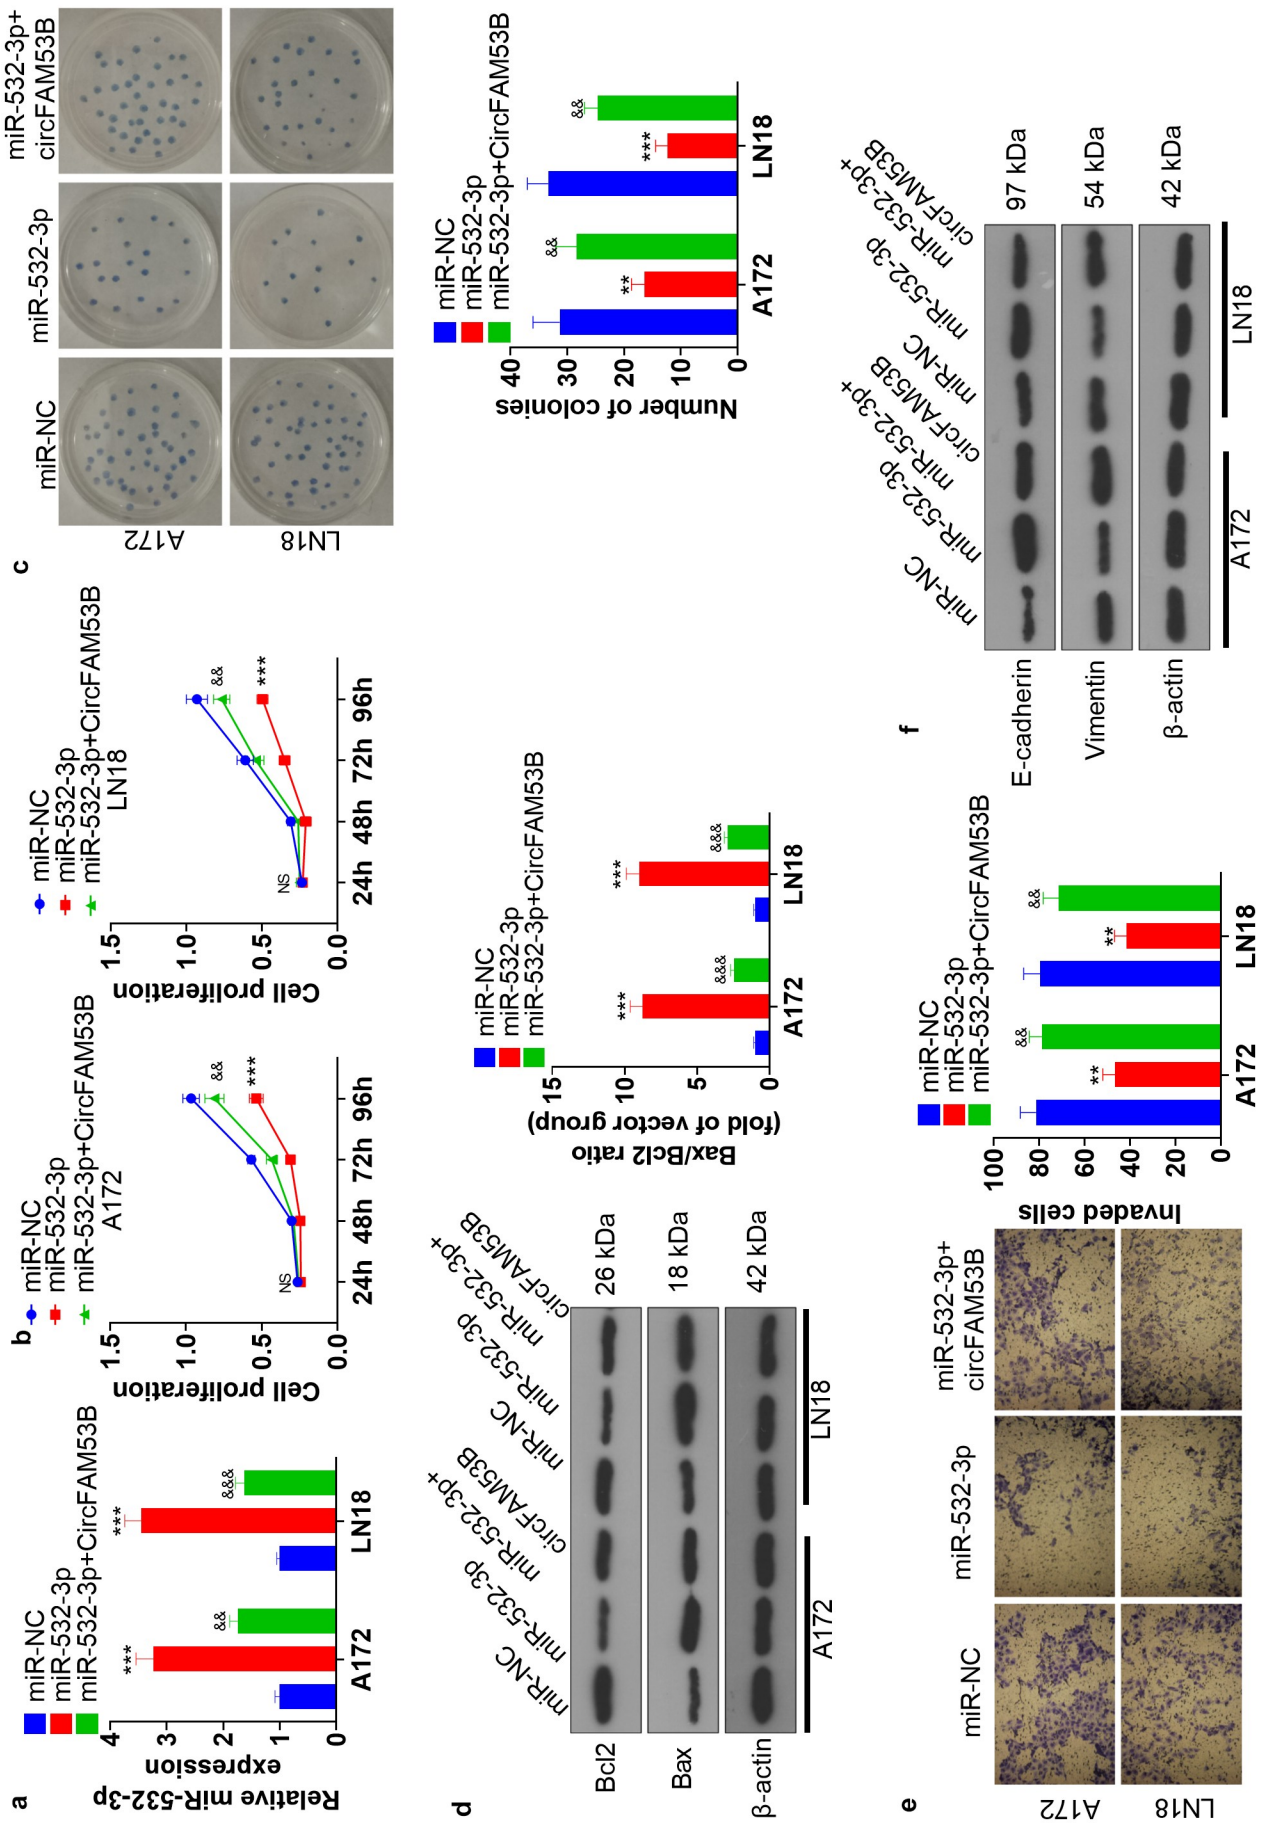 a
miR-NC
miR-532-3p
miR-532-3p+CircFAM53B
Relative miR-532-3p
expression
4
3
2
1
0
***
&&
***
&&&
A172
LN18
b
miR-NC
miR-532-3p
miR-532-3p+CircFAM53B
A172
Cell proliferation
1.5
1.0
0.5
0.0
NS
&&
***
24h
48h
72h
96h
miR-NC
miR-532-3p
miR-532-3p+CircFAM53B
LN18
Cell proliferation
1.5
1.0
0.5
0.0
NS
&&
***
24h
48h
72h
96h
c
miR-NC
miR-532-3p
miR-532-3p+
circFAM53B
A172
LN18
miR-NC
miR-532-3p
miR-532-3p+CircFAM53B
Number of colonies
40
30
20
10
0
**
&&
***
&&
A172
LN18
d
miR-NC
miR-532-3p
miR-532-3p+
circFAM53B
miR-NC
miR-532-3p
miR-532-3p+
circFAM53B
Bcl2
26 kDa
Bax
18 kDa
β-actin
42 kDa
A172
LN18
miR-NC
miR-532-3p
miR-532-3p+CircFAM53B
Bax/Bcl2 ratio
(fold of vector group)
15
10
5
0
***
&&&
***
&&&
A172
LN18
e
miR-NC
miR-532-3p
miR-532-3p+
circFAM53B
A172
LN18
miR-NC
miR-532-3p
miR-532-3p+CircFAM53B
Invaded cells
100
80
60
40
20
0
**
&&
**
&&
A172
LN18
f
miR-NC
miR-532-3p
miR-532-3p+
circFAM53B
miR-NC
miR-532-3p
miR-532-3p+
circFAM53B
E-cadherin
97 kDa
Vimentin
54 kDa
β-actin
42 kDa
A172
LN18